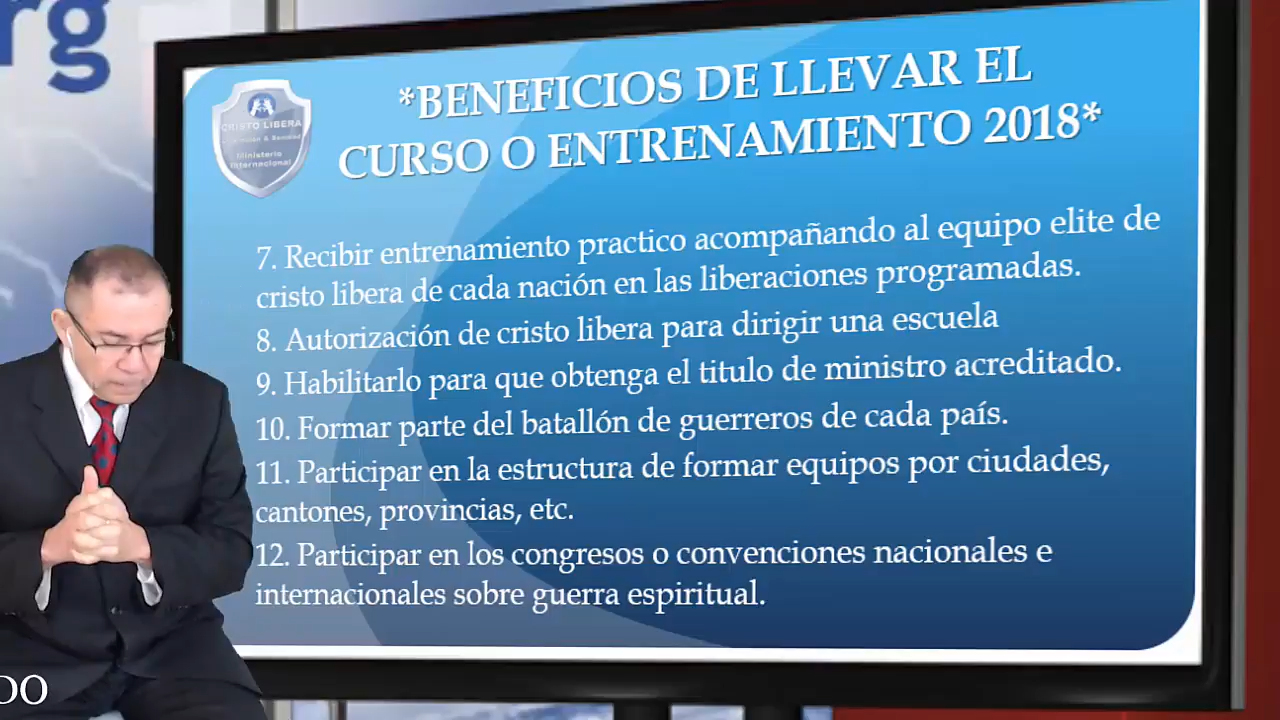 rg
*BENEFICIOS DE LLEVAR EL
CURSO O ENTRENAMIENTO 2018*
CRISTO LIBERA
Ministerio
Internacional
7. Recibir entrenamiento practico acompañando al equipo elite de
cristo libera de cada nación en las liberaciones programadas.
8. Autorización de cristo libera para dirigir una escuela
9. Habilitarlo para que obtenga el titulo de ministro acreditado.
10. Formar parte del batallón de guerreros de cada país.
11. Participar en la estructura de formar equipos por ciudades,
cantones, provincias, etc.
12. Participar en los congresos o convenciones nacionales e
internacionales sobre guerra espiritual.
DO